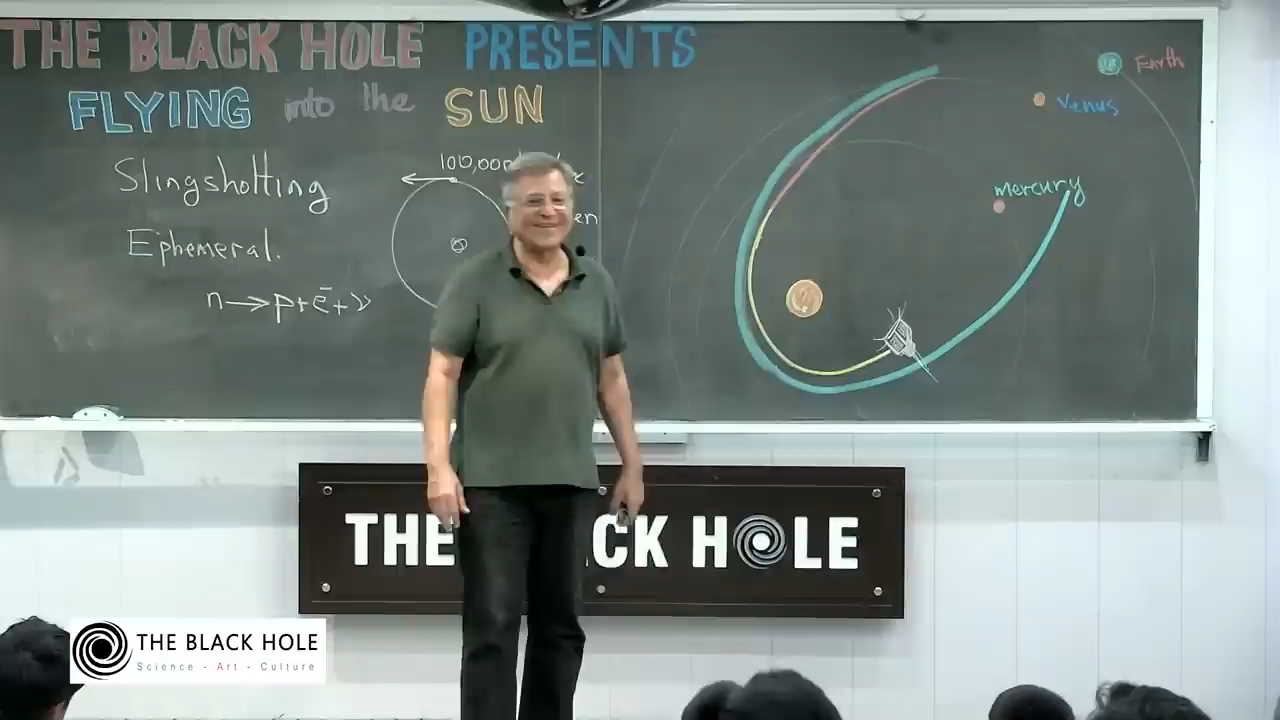 THE BLACK HOLE PRESENTS
FLYING into the SUN
Slingshotting
Ephemeral.
n → p + ē + ν
Earth
Venus
mercury
THE BLACK HOLE
THE BLACK HOLE
Science - Art - Culture